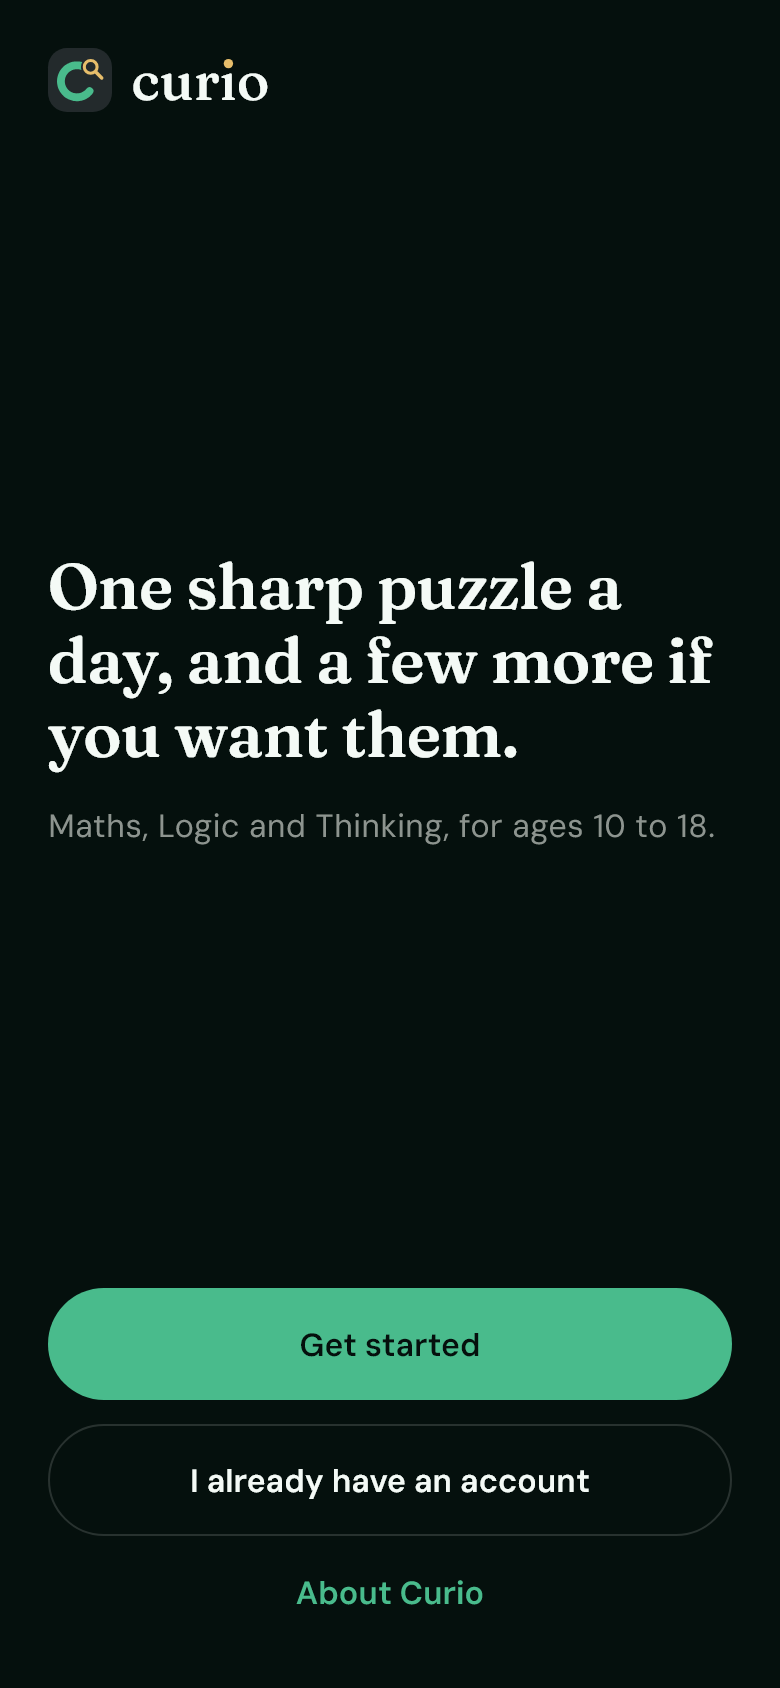 curio
One sharp puzzle a
day, and a few more if
you want them.
Maths, Logic and Thinking, for ages 10 to 18.
Get started
I already have an account
About Curio